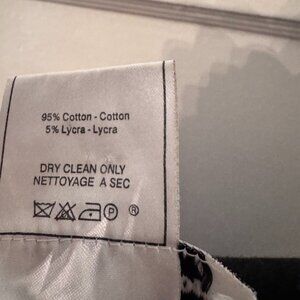 95% Cotton - Cotton
5% Lycra - Lycra
DRY CLEAN ONLY
NETTOYAGE A SEC
P ®